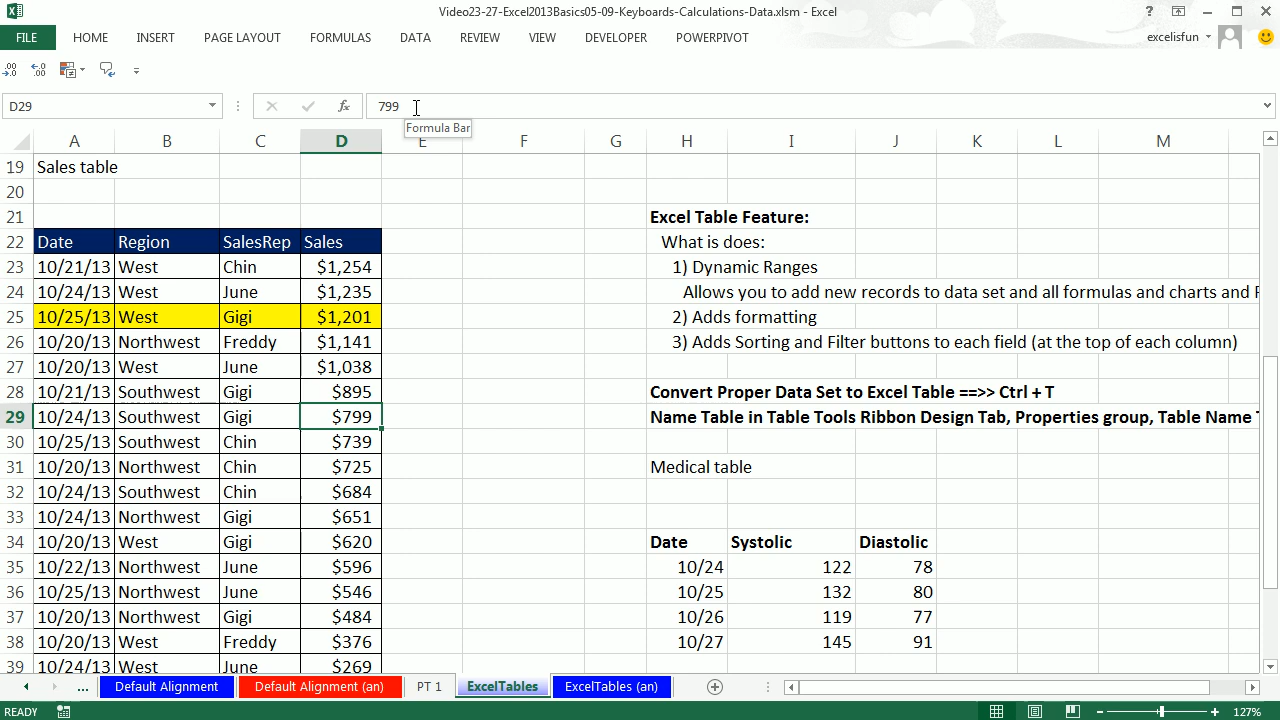 Video23-27-Excel2013Basics05-09-Keyboards-Calculations-Data.xlsm - Excel
FILE HOME INSERT PAGE LAYOUT FORMULAS DATA REVIEW VIEW DEVELOPER POWERPIVOT excelisfun
D29 fx 799
Formula Bar
A B C D E F G H I J K L M
19 Sales table
20
21 Excel Table Feature:
22 Date Region SalesRep Sales What is does:
23 10/21/13 West Chin $1,254 1) Dynamic Ranges
24 10/24/13 West June $1,235 Allows you to add new records to data set and all formulas and charts and
25 10/25/13 West Gigi $1,201 2) Adds formatting
26 10/20/13 Northwest Freddy $1,141 3) Adds Sorting and Filter buttons to each field (at the top of each column)
27 10/20/13 West June $1,038
28 10/21/13 Southwest Gigi $895 Convert Proper Data Set to Excel Table ==>> Ctrl + T
29 10/24/13 Southwest Gigi $799 Name Table in Table Tools Ribbon Design Tab, Properties group, Table Name
30 10/25/13 Southwest Chin $739
31 10/20/13 Northwest Chin $725 Medical table
32 10/24/13 Southwest Chin $684
33 10/24/13 Northwest Gigi $651
34 10/20/13 West Gigi $620 Date Systolic Diastolic
35 10/22/13 Northwest June $596 10/24 122 78
36 10/25/13 Northwest June $546 10/25 132 80
37 10/20/13 Northwest Gigi $484 10/26 119 77
38 10/20/13 West Freddy $376 10/27 145 91
39 10/24/13 West June $269
... Default Alignment Default Alignment (an) PT 1 ExcelTables ExcelTables (an)
READY 127%